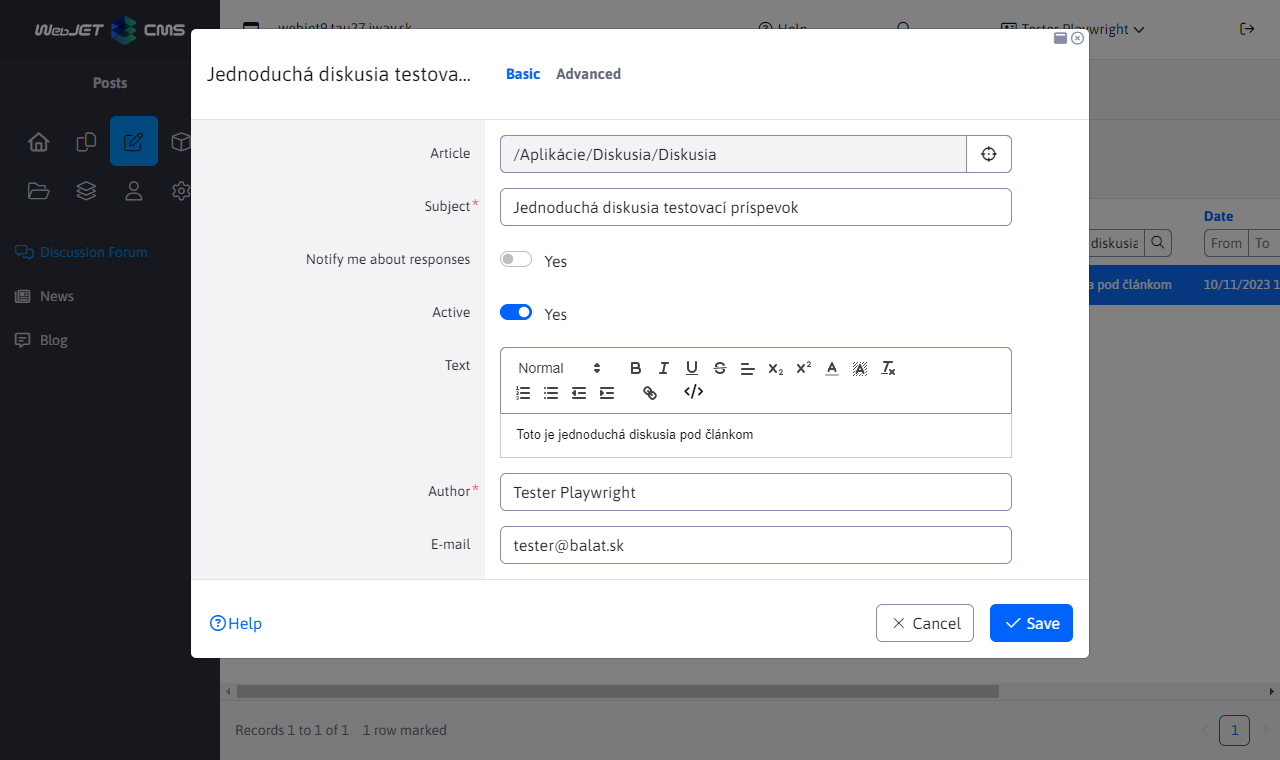 WebJET CMS
webjet9.tau27.iway.sk
Help
Tester Playwright
Posts
Discussion Forum
News
Blog
Jednoduchá diskusia testova...
Basic
Advanced
Article
/Aplikácie/Diskusia/Diskusia
Subject*
Jednoduchá diskusia testovací príspevok
Notify me about responses
Yes
Active
Yes
Text
Normal
Toto je jednoduchá diskusia pod článkom
Author*
Tester Playwright
E-mail
tester@balat.sk
Help
Cancel
Save
Date
diskusia
From
To
pod článkom
10/11/2023 1
Records 1 to 1 of 1
1 row marked
1